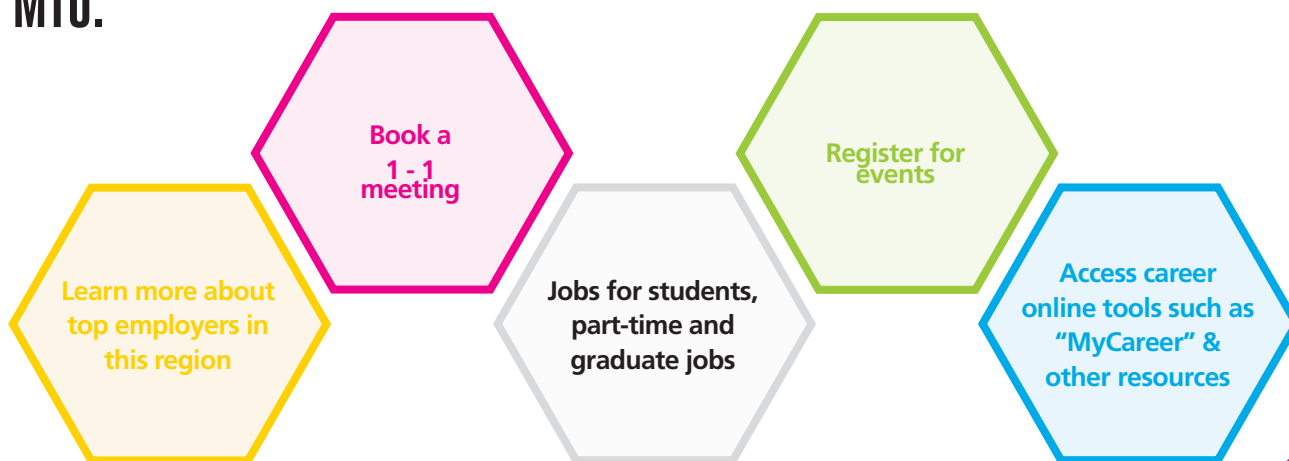 MTU.
Book a
1 - 1
meeting
Register for
events
Learn more about
top employers in
this region
Jobs for students,
part-time and
graduate jobs
Access career
online tools such as
“MyCareer” &
other resources